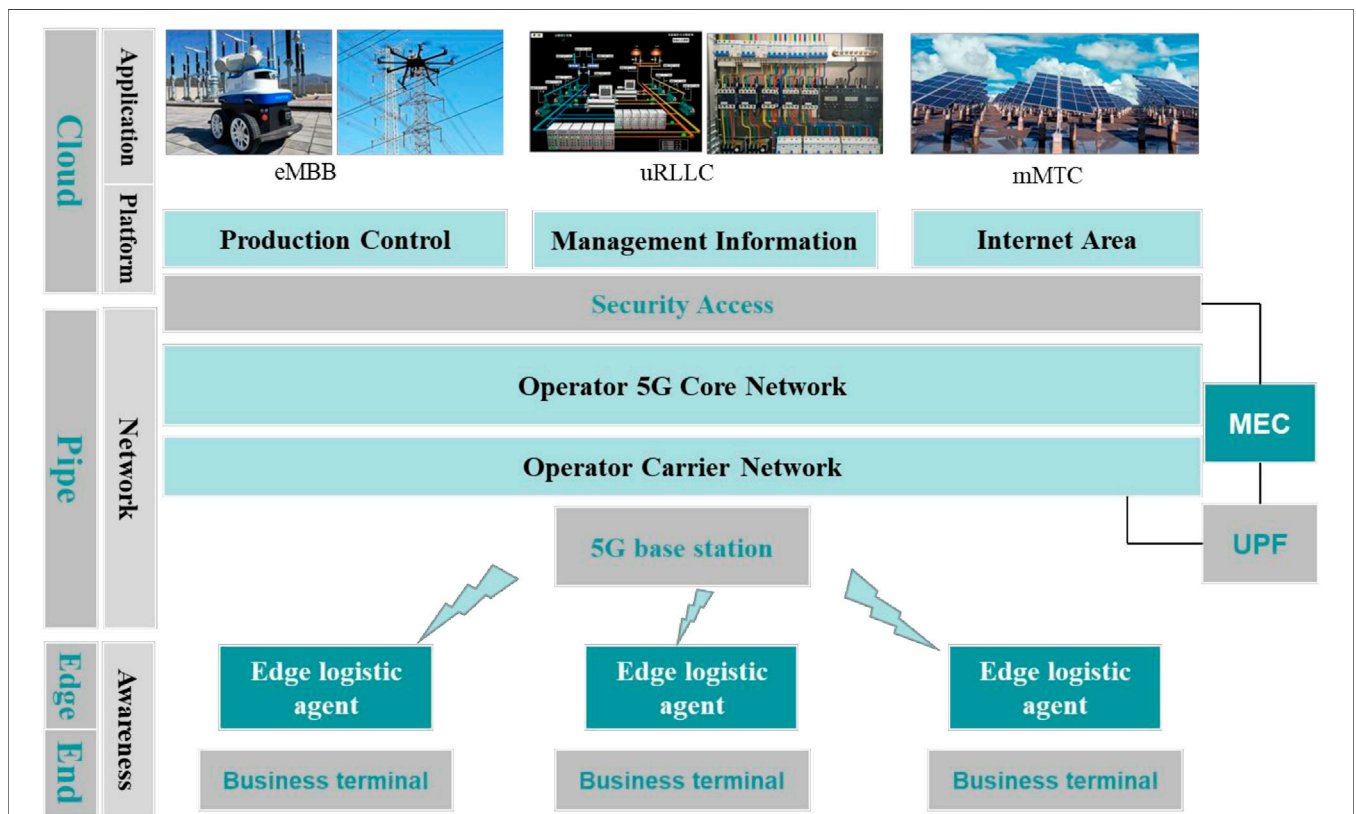 Cloud
Application
eMBB
uRLLC
mMTC
Platform
Production Control
Management Information
Internet Area
Security Access
Pipe
Network
Operator 5G Core Network
MEC
Operator Carrier Network
5G base station
UPF
Edge
Awareness
Edge logistic
agent
Edge logistic
agent
Edge logistic
agent
End
Business terminal
Business terminal
Business terminal